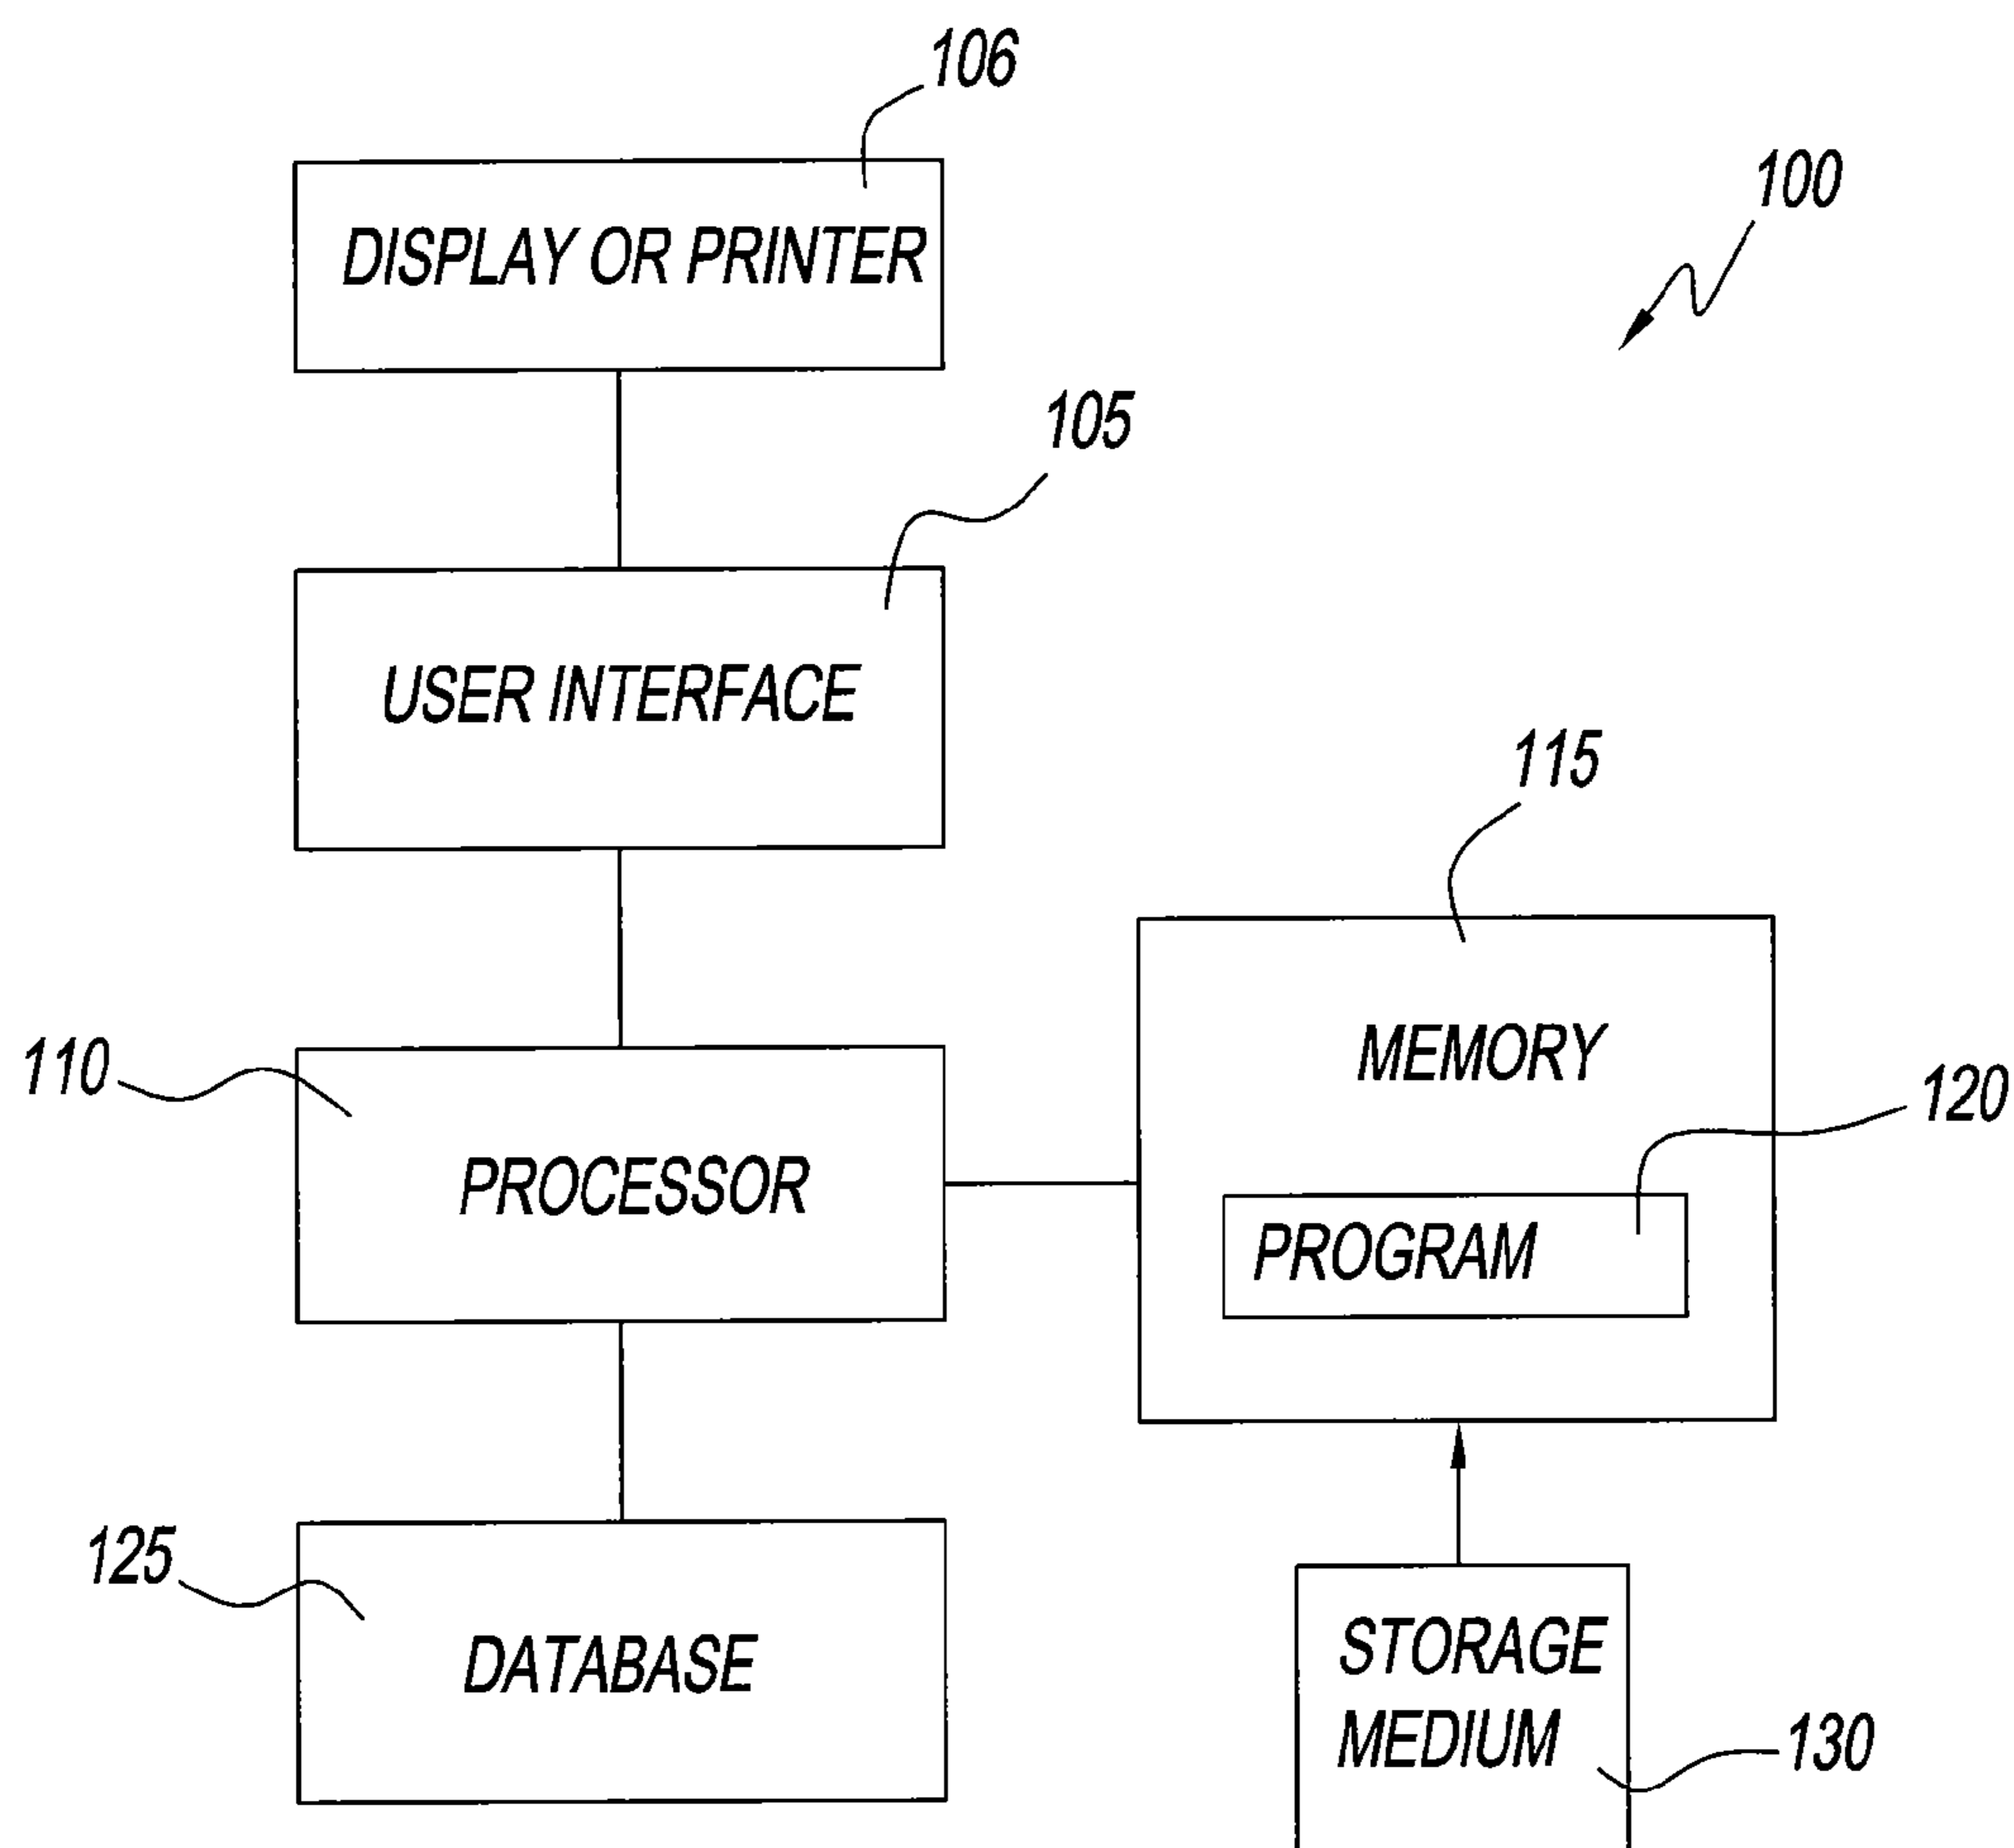 106
100
DISPLAY OR PRINTER
105
USER INTERFACE
115
110
MEMORY
120
PROCESSOR
PROGRAM
125
DATABASE
STORAGE
MEDIUM
130